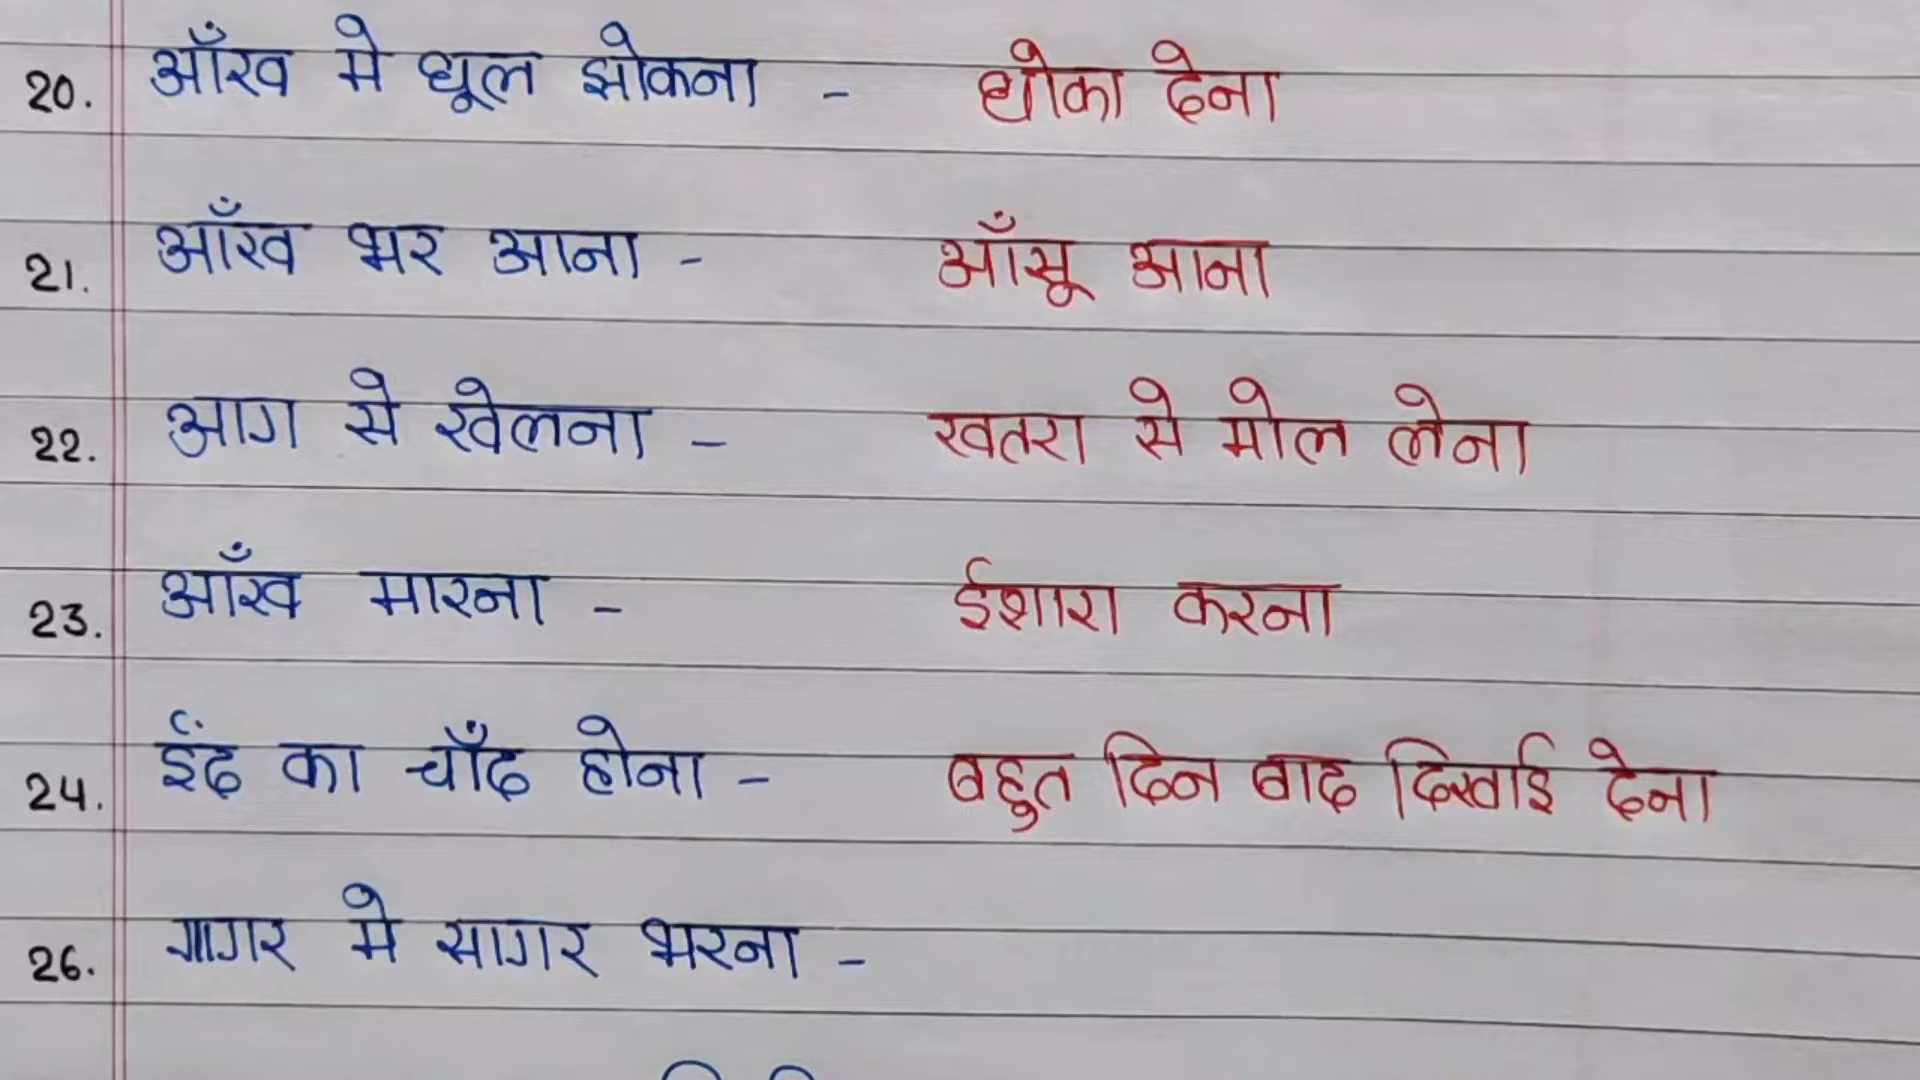 20. आँख मे धूल झोकना - धोका देना
21. आँख भर आना - आँसू आना
22. आग से खेलना - खतरा से मोल लेना
23. आँख मारना - ईशारा करना
24. ईंद का चाँद होना - बहुत दिन बाद दिखाई देना
26. गागर मे सागर भरना -